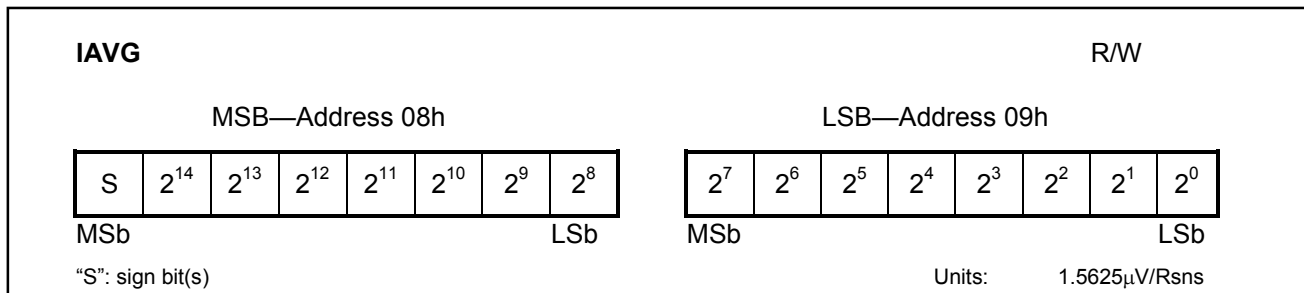 IAVG R/W
MSB—Address 08h LSB—Address 09h
S 2^14 2^13 2^12 2^11 2^10 2^9 2^8 2^7 2^6 2^5 2^4 2^3 2^2 2^1 2^0
MSb LSb MSb LSb
“S”: sign bit(s) Units: 1.5625μV/Rsns